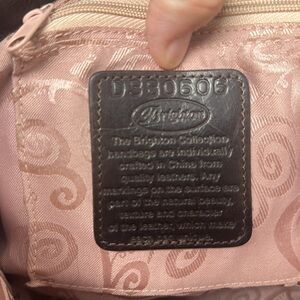 Brighton
The Brighton Collection
handbags are individually
crafted in China from
quality leathers. Any
markings on the surface are
part of the natural beauty,
texture and character
of the leather, which make